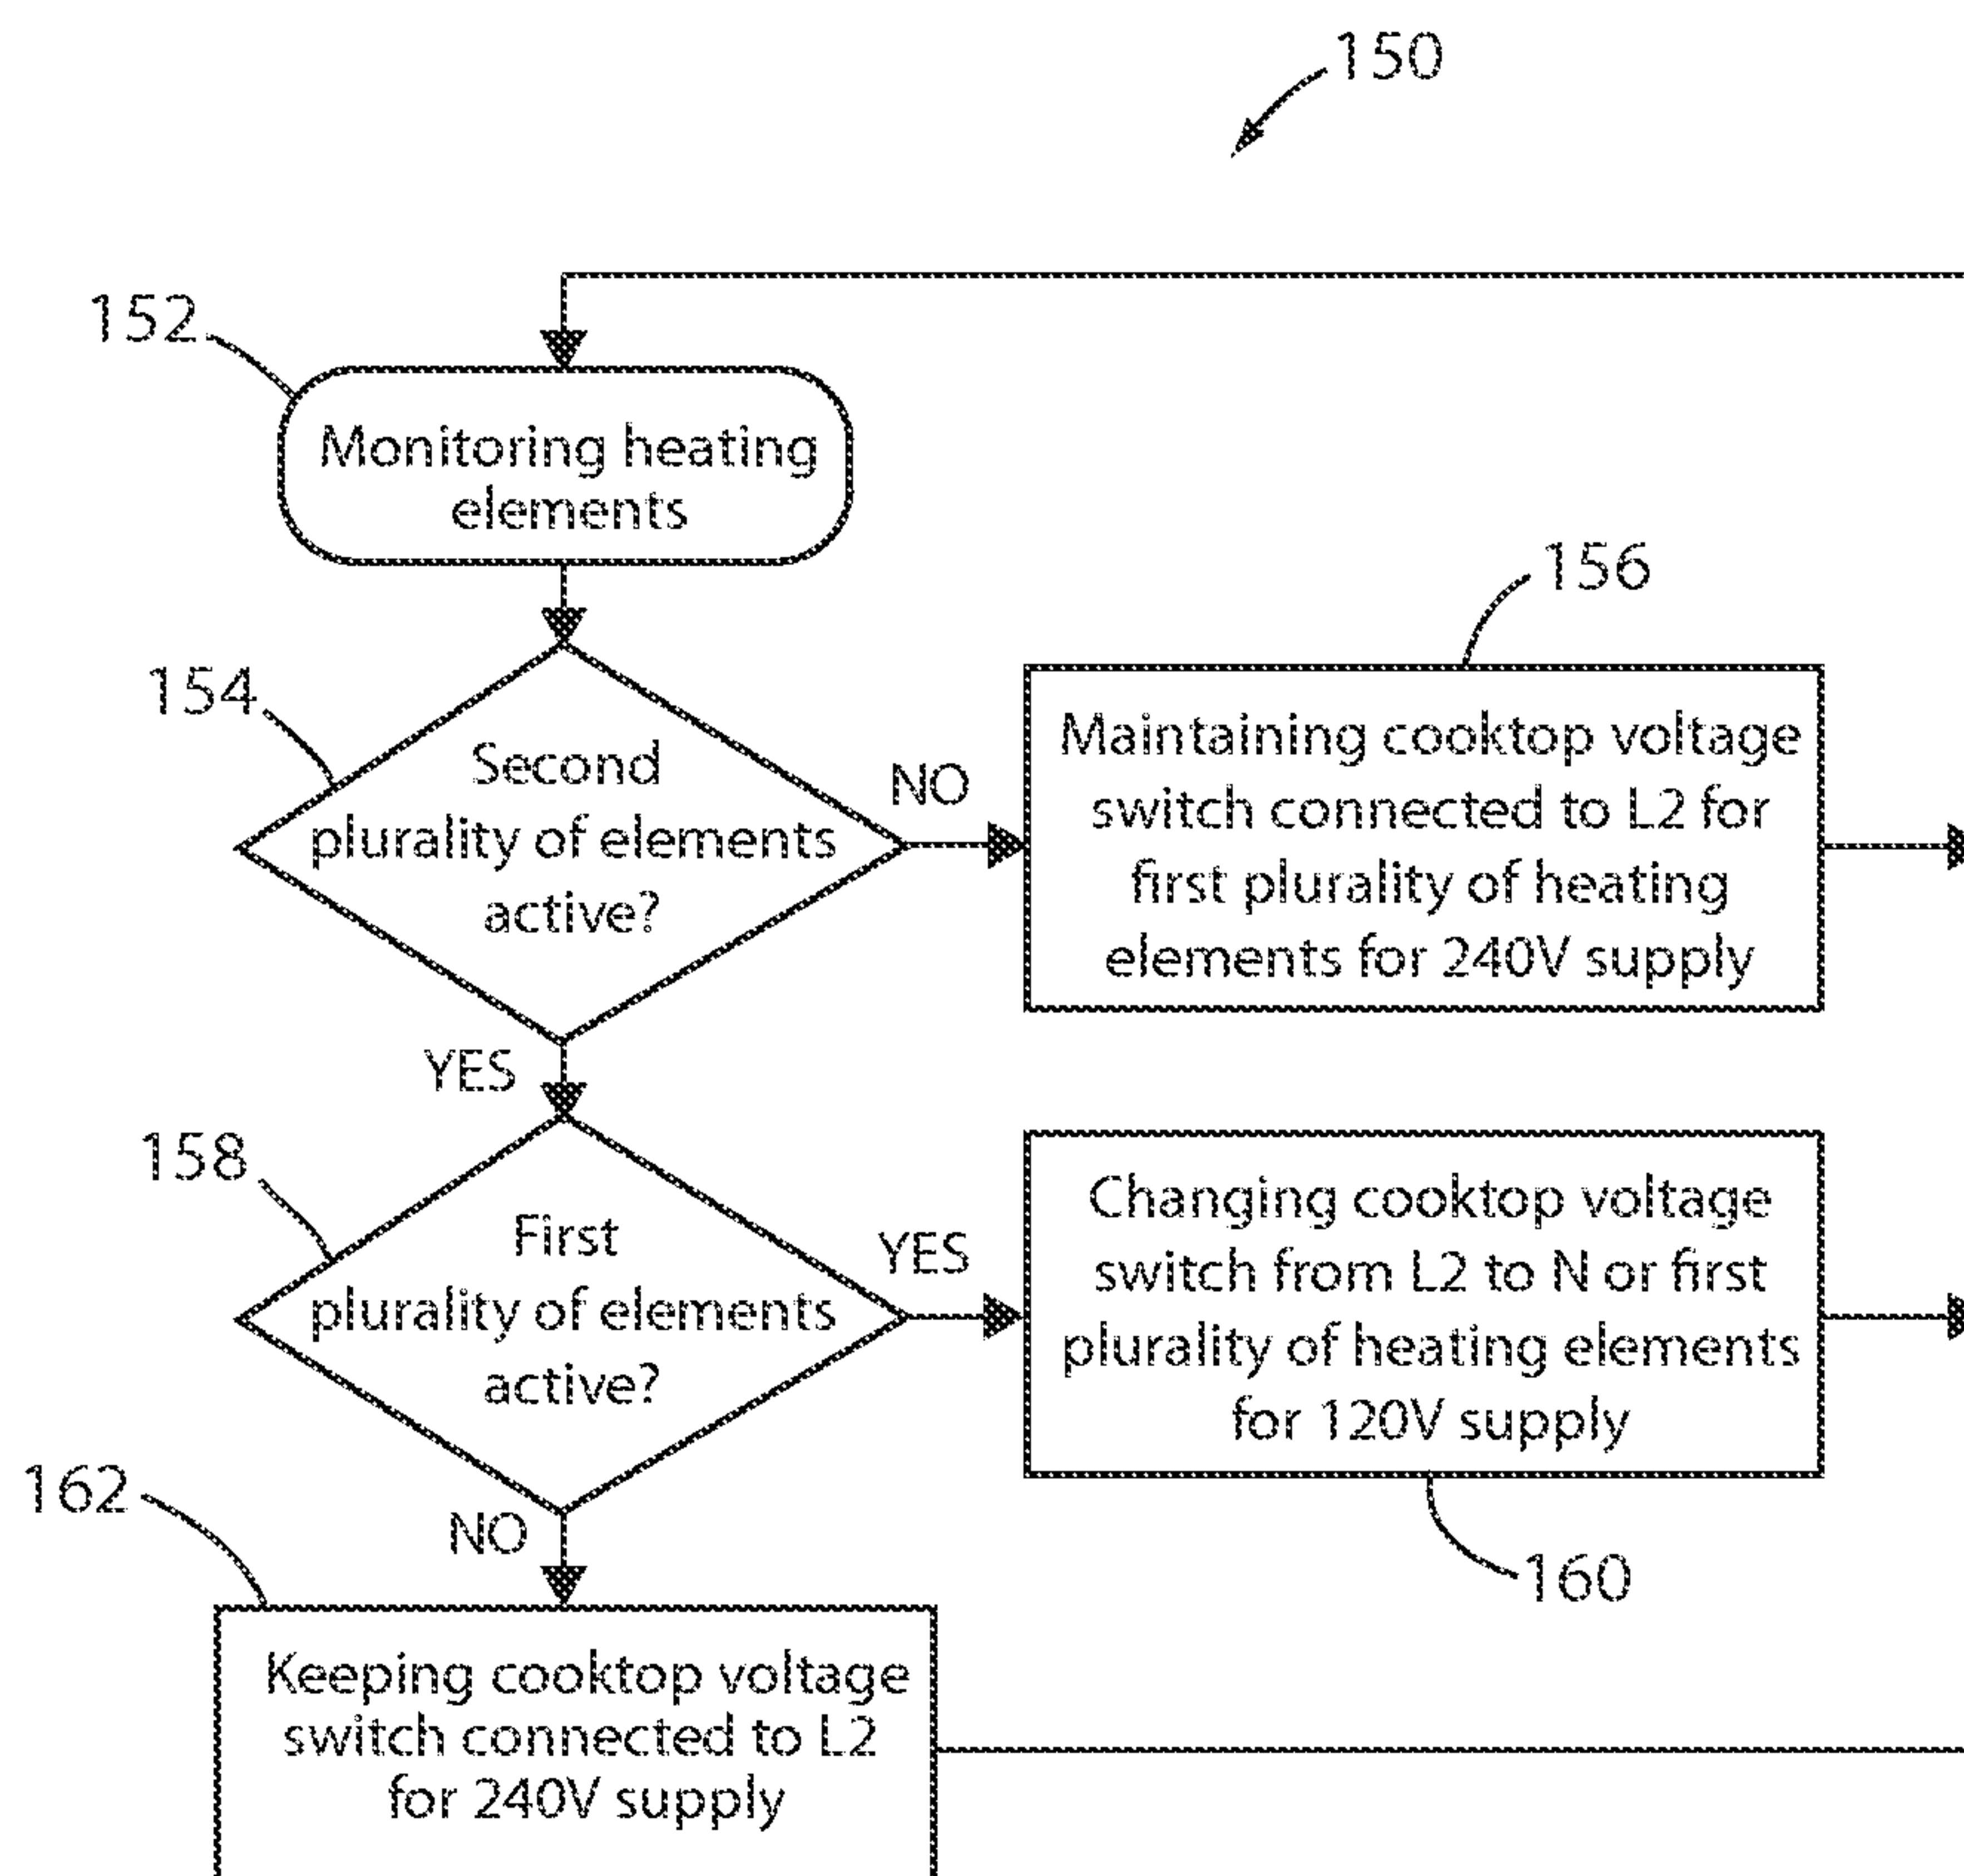 150
152
Monitoring heating
elements
154
Second
plurality of elements
active?
NO
156
Maintaining cooktop voltage
switch connected to L2 for
first plurality of heating
elements for 240V supply
YES
158
First
plurality of elements
active?
YES
Changing cooktop voltage
switch from L2 to N or first
plurality of heating elements
for 120V supply
160
NO
162
Keeping cooktop voltage
switch connected to L2
for 240V supply